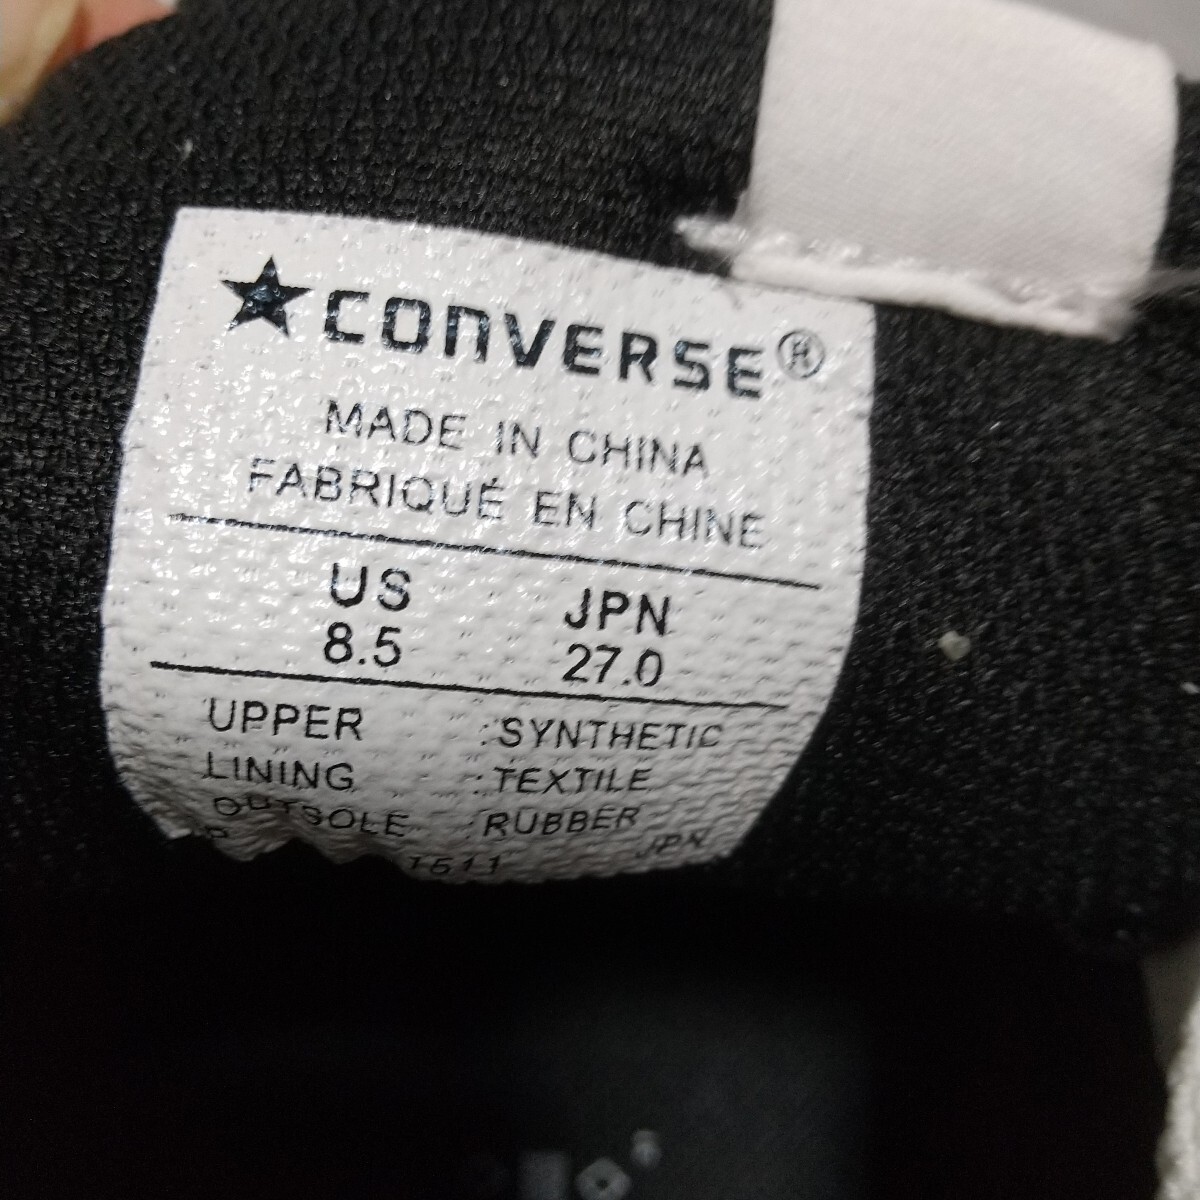 ★CONVERSE®
MADE IN CHINA
FABRIQUÉ EN CHINE
US JPN
8.5 27.0
UPPER :SYNTHETIC
LINING :TEXTILE
OUTSOLE :RUBBER
1511 JPN